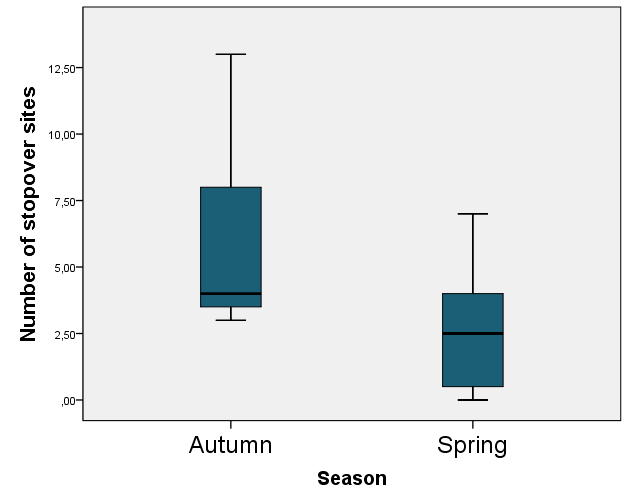 Number of stopover sites
12,50
10,00
7,50
5,00
2,50
,00
Autumn
Spring
Season